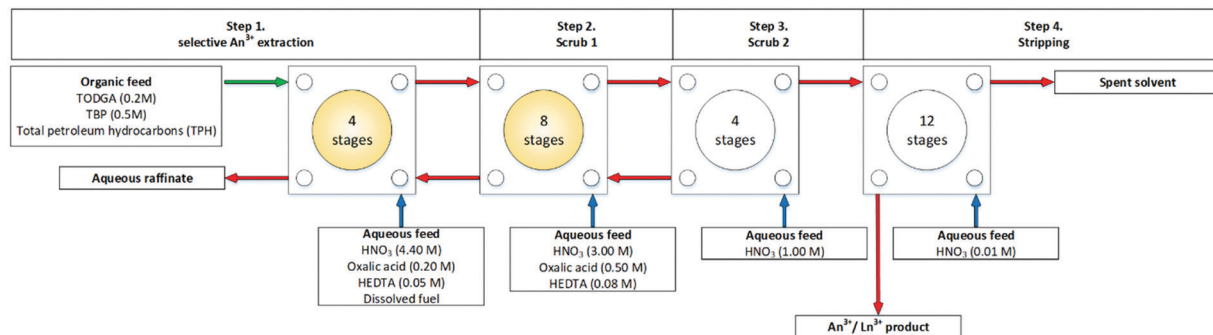 Step 1.
selective An³⁺ extraction
Step 2.
Scrub 1
Step 3.
Scrub 2
Step 4.
Stripping
Organic feed
TODGA (0.2M)
TBP (0.5M)
Total petroleum hydrocarbons (TPH)
4
stages
8
stages
4
stages
12
stages
Spent solvent
Aqueous raffinate
Aqueous feed
HNO₃ (4.40 M)
Oxalic acid (0.20 M)
HEDTA (0.05 M)
Dissolved fuel
Aqueous feed
HNO₃ (3.00 M)
Oxalic acid (0.50 M)
HEDTA (0.08 M)
Aqueous feed
HNO₃ (1.00 M)
Aqueous feed
HNO₃ (0.01 M)
An³⁺/ Ln³⁺ product